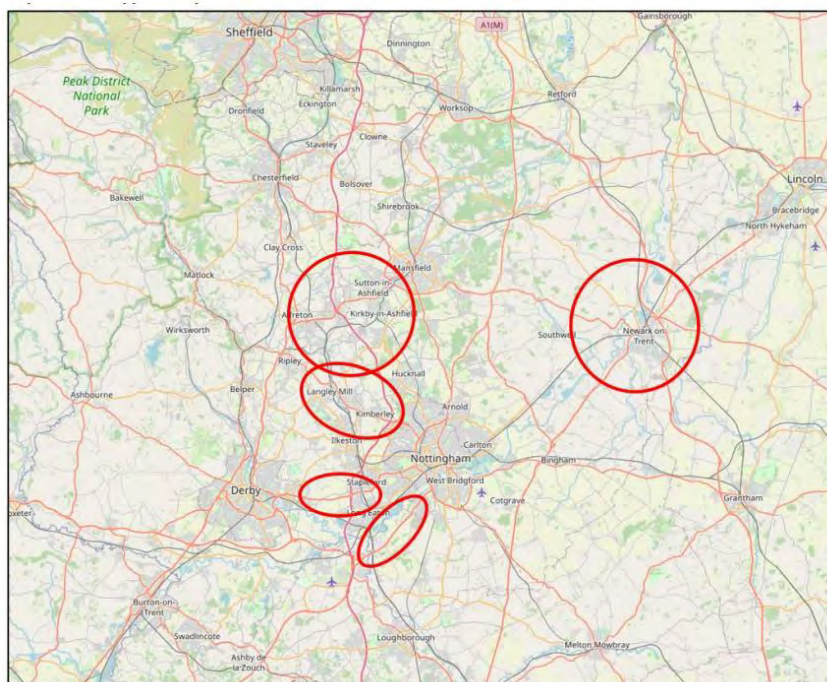 Gainsborough
A1(M)
Sheffield
Dinnington
Peak District
National
Park
Killamarsh
Eckington
Retford
Worksop
Dronfield
Clowne
Staveley
Chesterfield
Bolsover
Lincoln
Bakewell
Shirebrook
Bracebridge
North Hykeham
Clay Cross
Matlock
Mansfield
Sutton-in-
Ashfield
Alfreton
Kirkby-in-Ashfield
Wirksworth
Southwell
Newark on
Trent
Ripley
Hucknall
Belper
Langley Mill
Ashbourne
Kimberley
Arnold
Ilkeston
Carlton
Nottingham
Bingham
Stapleford
West Bridgford
Derby
Cotgrave
Grantham
Long Eaton
oxeter
Burton-on-
Trent
Swadlincote
Loughborough
Melton Mowbray
Ashby de
la Zouch